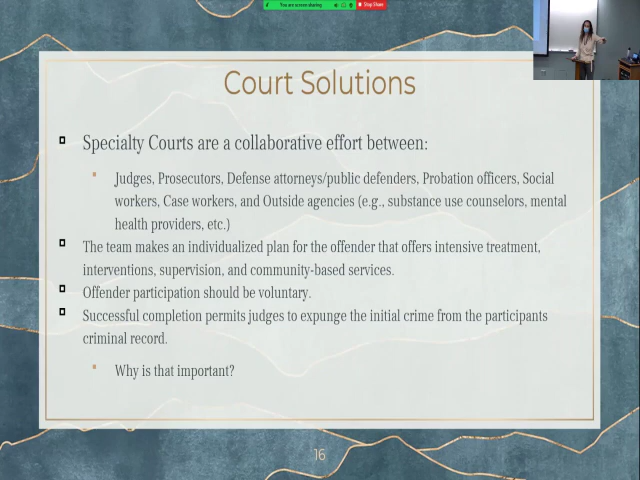 You are screen sharing
Stop Share
Court Solutions
Specialty Courts are a collaborative effort between:
Judges, Prosecutors, Defense attorneys/public defenders, Probation officers, Social
workers, Case workers, and Outside agencies (e.g., substance use counselors, mental
health providers, etc.)
The team makes an individualized plan for the offender that offers intensive treatment,
interventions, supervision, and community-based services.
Offender participation should be voluntary.
Successful completion permits judges to expunge the initial crime from the participants
criminal record.
Why is that important?
16